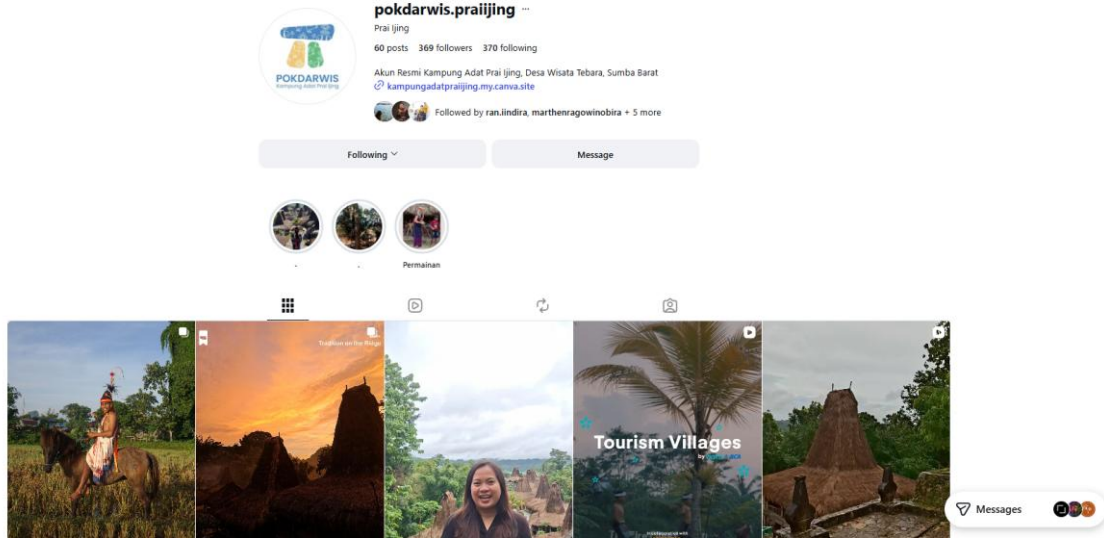 pokdarwis.praiijing ...
Prai Ijing
60 posts 369 followers 370 following
POKDARWIS
Kampung Adat Prai Ijing
Akun Resmi Kampung Adat Prai Ijing, Desa Wisata Tebara, Sumba Barat
kampungadatpraiijing.my.canva.site
Followed by ran.iindira, marthenragowinobira + 5 more
Following
Message
.
.
Permainan
Tradition on the Ridge
Tourism Villages
by
Messages